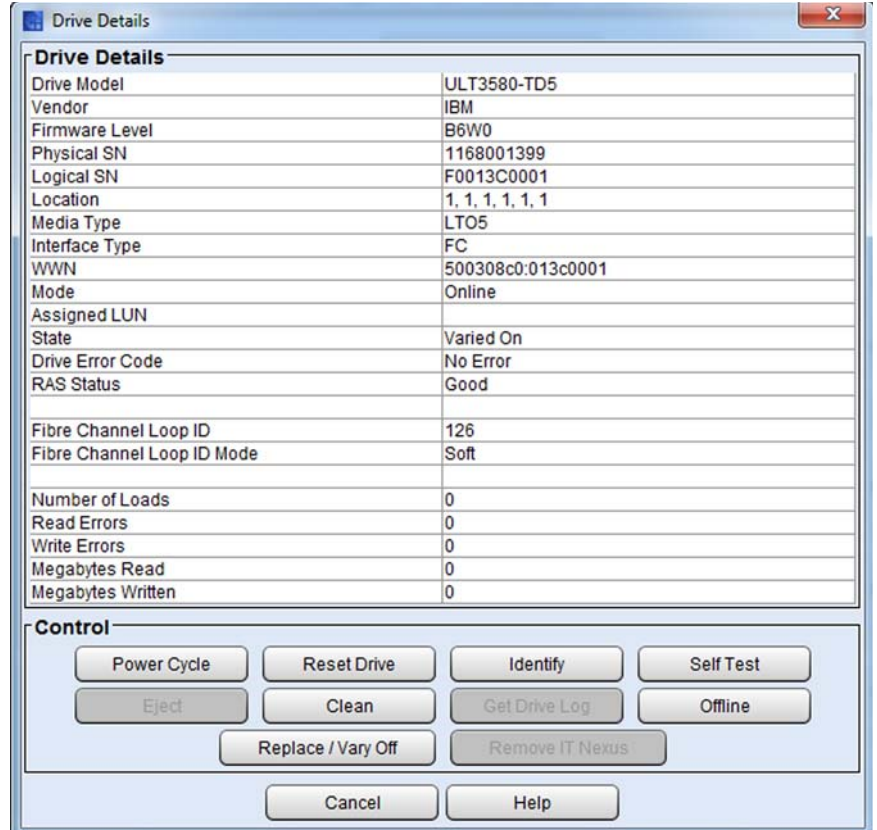 Drive Details
Drive Details
Drive Model ULT3580-TD5
Vendor IBM
Firmware Level B6W0
Physical SN 1168001399
Logical SN F0013C0001
Location 1, 1, 1, 1, 1, 1
Media Type LTO5
Interface Type FC
WWN 500308c0:013c0001
Mode Online
Assigned LUN
State Varied On
Drive Error Code No Error
RAS Status Good
Fibre Channel Loop ID 126
Fibre Channel Loop ID Mode Soft
Number of Loads 0
Read Errors 0
Write Errors 0
Megabytes Read 0
Megabytes Written 0
Control
Power Cycle Reset Drive Identify Self Test
Eject Clean Get Drive Log Offline
Replace / Vary Off Remove IT Nexus
Cancel Help